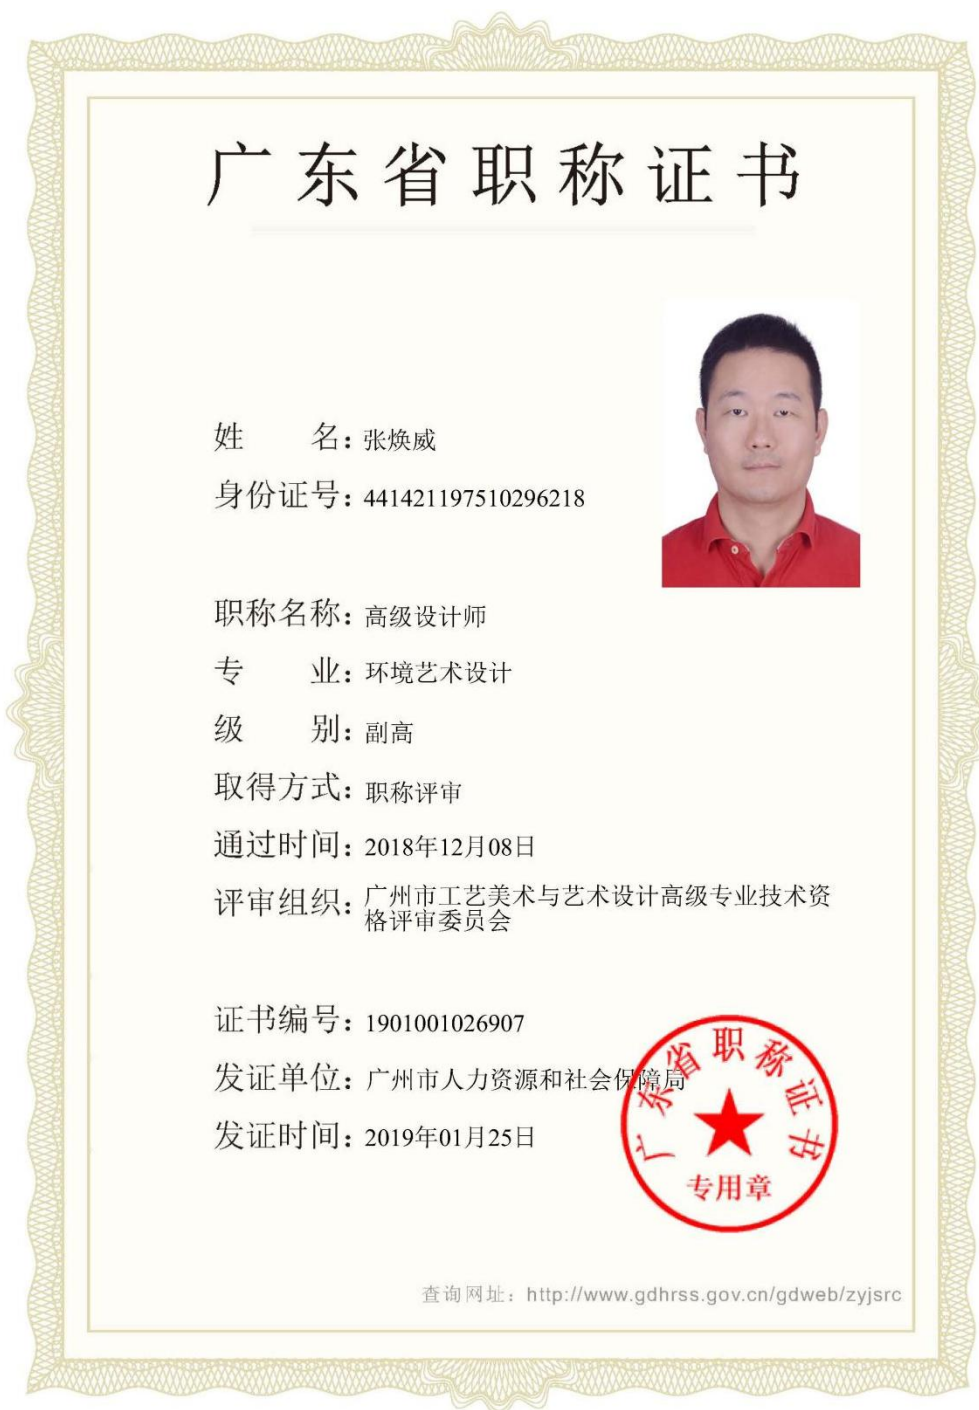 广东省职称证书
姓 名：张焕威
身份证号：441421197510296218
职称名称：高级设计师
专 业：环境艺术设计
级 别：副高
取得方式：职称评审
通过时间：2018年12月08日
评审组织：广州市工艺美术与艺术设计高级专业技术资
格评审委员会
证书编号：1901001026907
发证单位：广州市人力资源和社会保障局
发证时间：2019年01月25日
广东省职称证书
专用章
查询网址：http://www.gdhrss.gov.cn/gdweb/zyjsrc